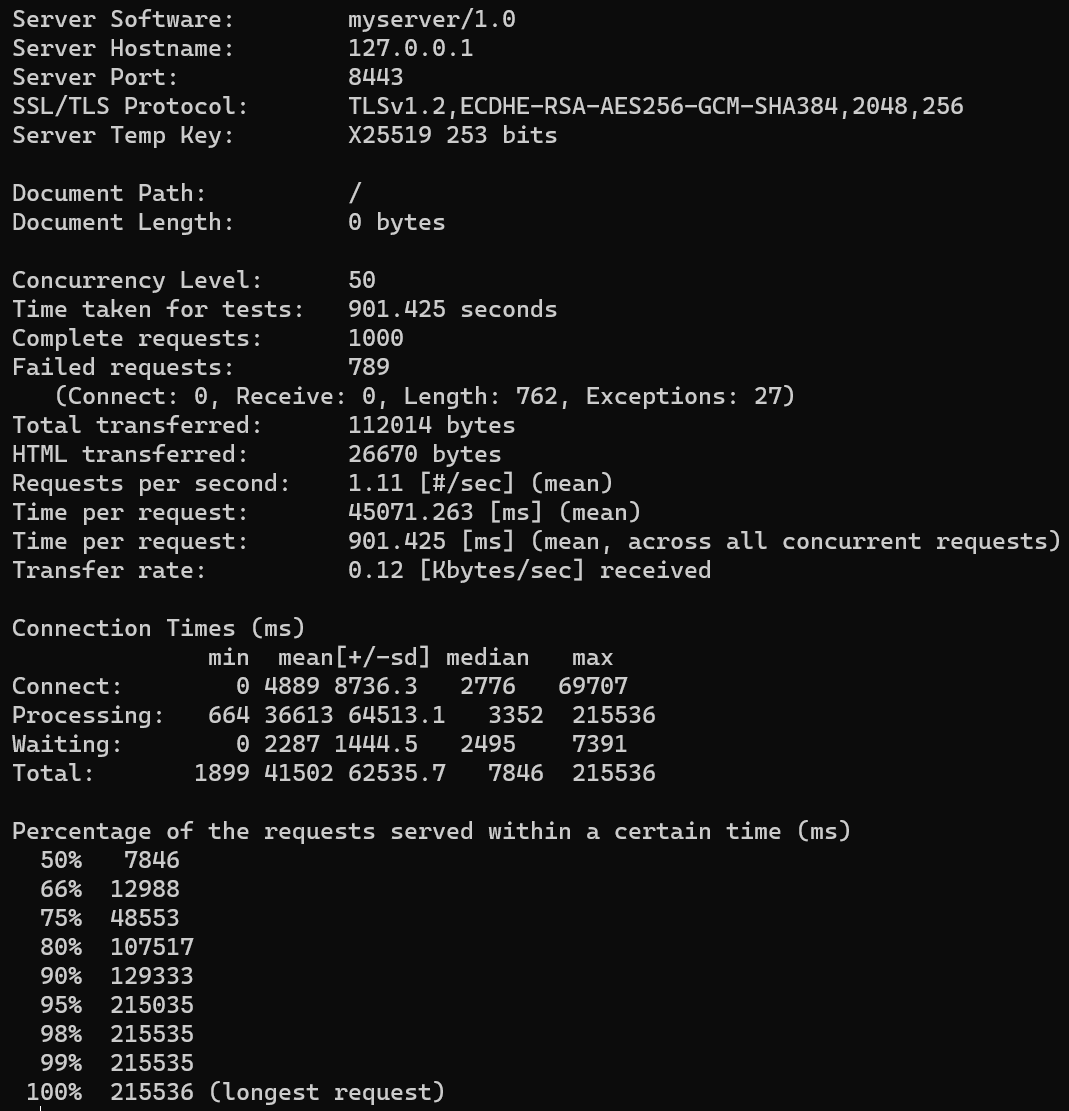 Server Software:        myserver/1.0
Server Hostname:        127.0.0.1
Server Port:            8443
SSL/TLS Protocol:       TLSv1.2,ECDHE-RSA-AES256-GCM-SHA384,2048,256
Server Temp Key:        X25519 253 bits

Document Path:          /
Document Length:        0 bytes

Concurrency Level:      50
Time taken for tests:   901.425 seconds
Complete requests:      1000
Failed requests:        789
   (Connect: 0, Receive: 0, Length: 762, Exceptions: 27)
Total transferred:      112014 bytes
HTML transferred:       26670 bytes
Requests per second:    1.11 [#/sec] (mean)
Time per request:       45071.263 [ms] (mean)
Time per request:       901.425 [ms] (mean, across all concurrent requests)
Transfer rate:          0.12 [Kbytes/sec] received

Connection Times (ms)
              min  mean[+/-sd] median   max
Connect:        0 4889 8736.3   2776   69707
Processing:   664 36613 64513.1   3352  215536
Waiting:        0 2287 1444.5   2495    7391
Total:       1899 41502 62535.7   7846  215536

Percentage of the requests served within a certain time (ms)
  50%   7846
  66%  12988
  75%  48553
  80%  107517
  90%  129333
  95%  215035
  98%  215535
  99%  215535
 100%  215536 (longest request)